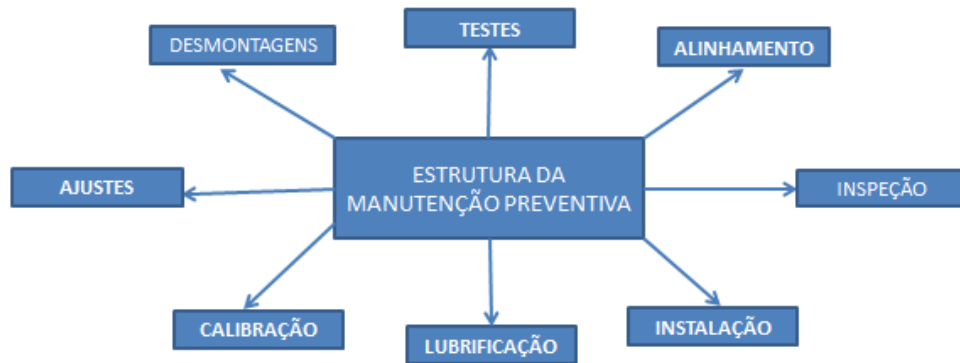 TESTES
DESMONTAGENS
ALINHAMENTO
ESTRUTURA DA
MANUTENÇÃO PREVENTIVA
AJUSTES
INSPEÇÃO
CALIBRAÇÃO
LUBRIFICAÇÃO
INSTALAÇÃO